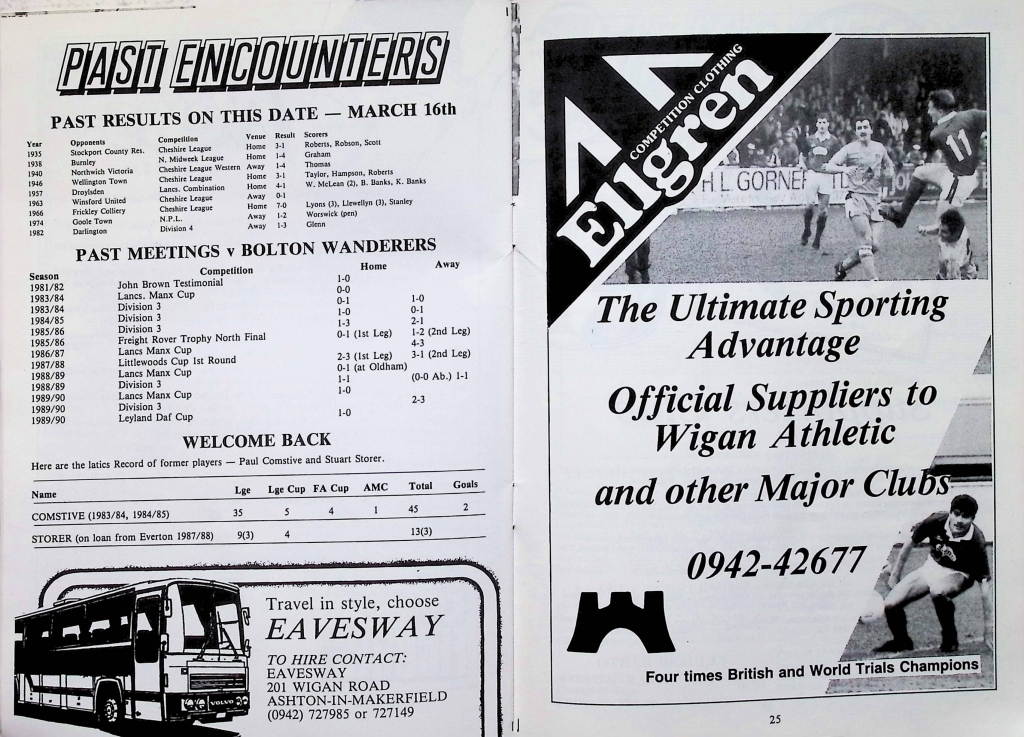 PAST ENCOUNTERS
PAST RESULTS ON THIS DATE — MARCH 16th
Year Opponents Competition Venue Result Scorers
1935 Stockport County Res. Cheshire League Home 3-1 Roberts, Robson, Scott
1938 Burnley N. Midweek League Home 1-4 Graham
1940 Northwich Victoria Cheshire League Western Away 1-4 Thomas
1946 Wellington Town Cheshire League Home 3-1 Taylor, Hampson, Roberts
1957 Droylsden Lancs. Combination Home 4-1 W. McLean (2), B. Banks, K. Banks
1963 Winsford United Cheshire League Away 0-1
1966 Frickley Colliery Cheshire League Home 7-0 Lyons (3), Llewellyn (3), Stanley
1974 Goole Town N.P.L. Away 1-2 Worswick (pen)
1982 Darlington Division 4 Away 1-3 Glenn
PAST MEETINGS v BOLTON WANDERERS
Season Competition Home Away
1981/82 John Brown Testimonial 1-0
1983/84 Lancs. Manx Cup 0-0
1983/84 Division 3 0-1 1-0
1984/85 Division 3 1-0 0-1
1985/86 Division 3 1-3 2-1
1985/86 Freight Rover Trophy North Final 0-1 (1st Leg) 1-2 (2nd Leg)
1986/87 Lancs Manx Cup 4-3
1987/88 Littlewoods Cup 1st Round 2-3 (1st Leg) 3-1 (2nd Leg)
1988/89 Lancs Manx Cup 0-1 (at Oldham)
1988/89 Division 3 1-1 (0-0 Ab.) 1-1
1989/90 Lancs Manx Cup 1-0
1989/90 Division 3 2-3
1989/90 Leyland Daf Cup 1-0
WELCOME BACK
Here are the latics Record of former players — Paul Comstive and Stuart Storer.
Name Lge Lge Cup FA Cup AMC Total Goals
COMSTIVE (1983/84, 1984/85) 35 5 4 1 45 2
STORER (on loan from Everton 1987/88) 9(3) 4 13(3)
Travel in style, choose
EAVESWAY
TO HIRE CONTACT:
EAVESWAY
201 WIGAN ROAD
ASHTON-IN-MAKERFIELD
(0942) 727985 or 727149
VOLVO
COMPETITION CLOTHING
Ellgren
H.L. GORNE
11
The Ultimate Sporting
Advantage
Official Suppliers to
Wigan Athletic
and other Major Clubs
0942-42677
Four times British and World Trials Champions
25